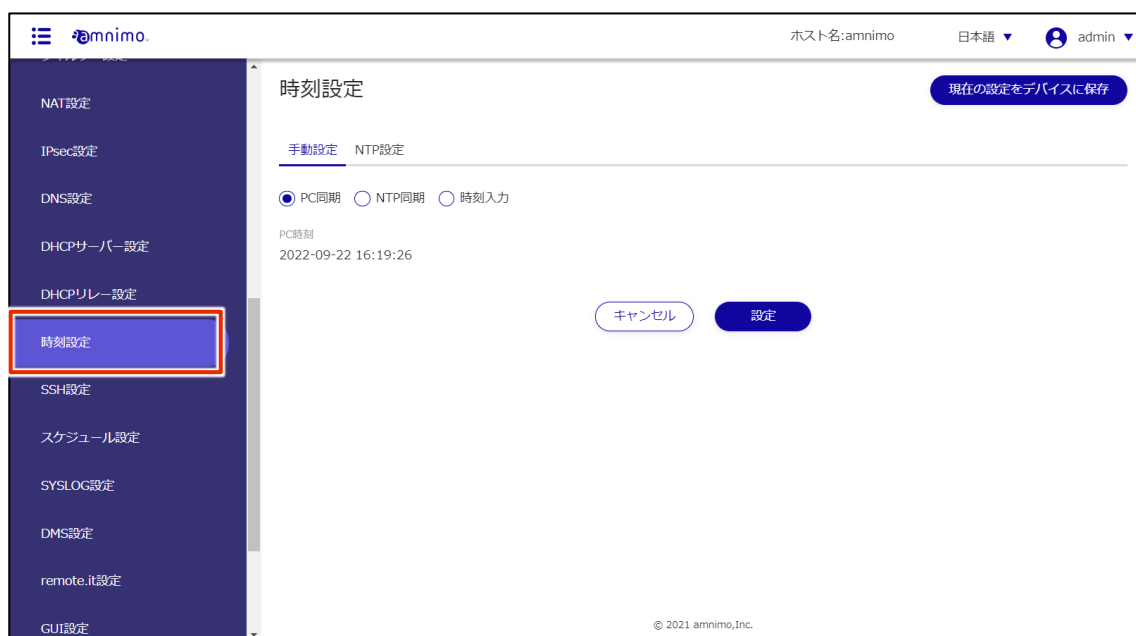 amnimo
ホスト名:amnimo
日本語 ▼
admin ▼
NAT設定
IPsec設定
DNS設定
DHCPサーバー設定
DHCPリレー設定
時刻設定
SSH設定
スケジュール設定
SYSLOG設定
DMS設定
remote.it設定
GUI設定
時刻設定
現在の設定をデバイスに保存
手動設定 NTP設定
PC同期 NTP同期 時刻入力
PC時刻
2022-09-22 16:19:26
キャンセル 設定
© 2021 amnimo,Inc.